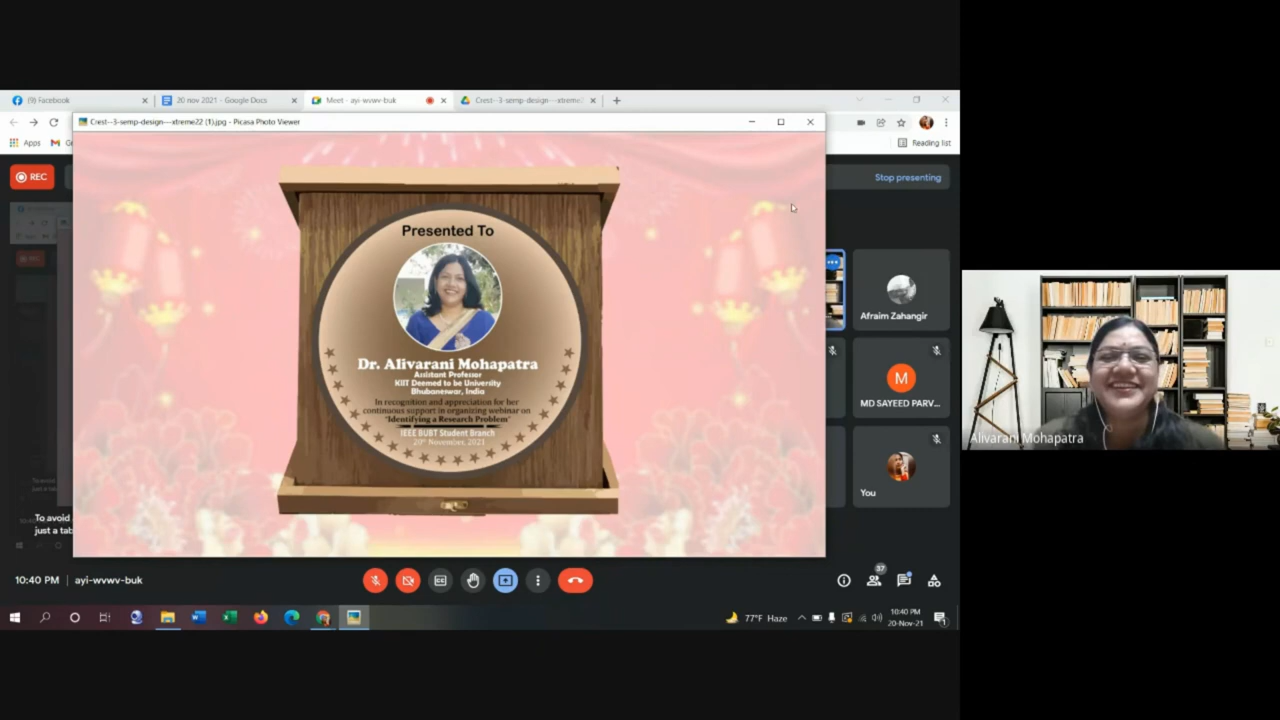 (9) Facebook
20 nov 2021 - Google Docs
Meet - ayi-wvwv-buk
Crest--3-semp-design---xtreme2
Crest--3-semp-design---xtreme22 (1).jpg - Picasa Photo Viewer
Apps
Reading list
REC
Stop presenting
Presented To
Dr. Alivarani Mohapatra
Assistant Professor
KIIT Deemed to be University
Bhubaneswar, India
In recognition and appreciation for her
continuous support in organizing webinar on
"Identifying a Research Problem"
IEEE BUBT Student Branch
20th November, 2021
Afraim Zahangir
M
MD SAYEED PARV...
You
Alivarani Mohapatra
To avoid
just a tab
10:40 PM | ayi-wvwv-buk
37
77°F Haze
10:40 PM
20-Nov-21